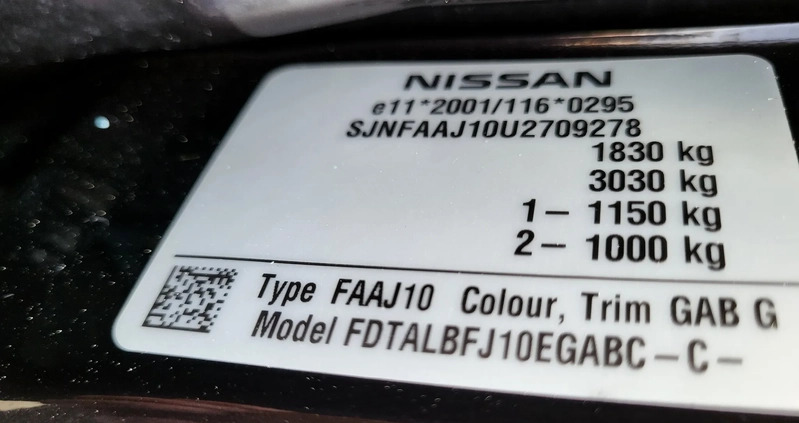 NISSAN
e11*2001/116*0295
SJNFAAJ10U2709278
1830 kg
3030 kg
1– 1150 kg
2– 1000 kg
Type FAAJ10 Colour, Trim GAB G
Model FDTALBFJ10EGABC–C–